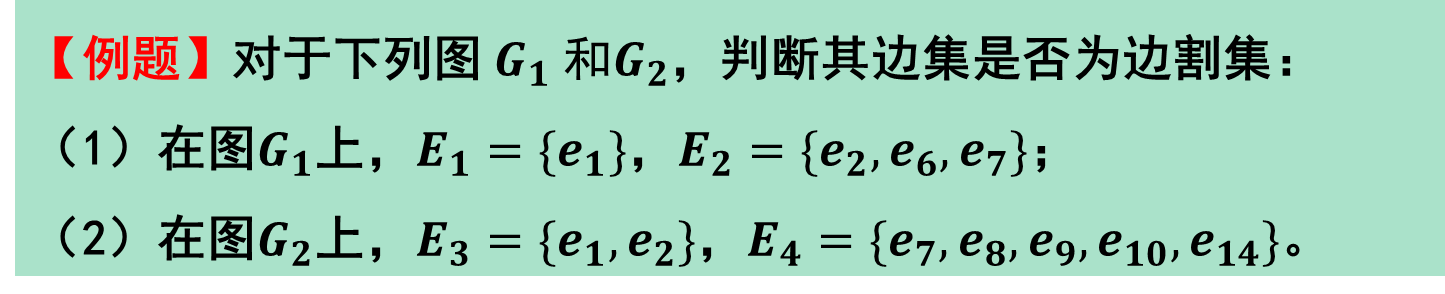 【例题】对于下列图 G₁ 和G₂，判断其边集是否为边割集：
（1）在图G₁上，E₁ = {e₁}，E₂ = {e₂, e₆, e₇}；
（2）在图G₂上，E₃ = {e₁, e₂}，E₄ = {e₇, e₈, e₉, e₁₀, e₁₄}。